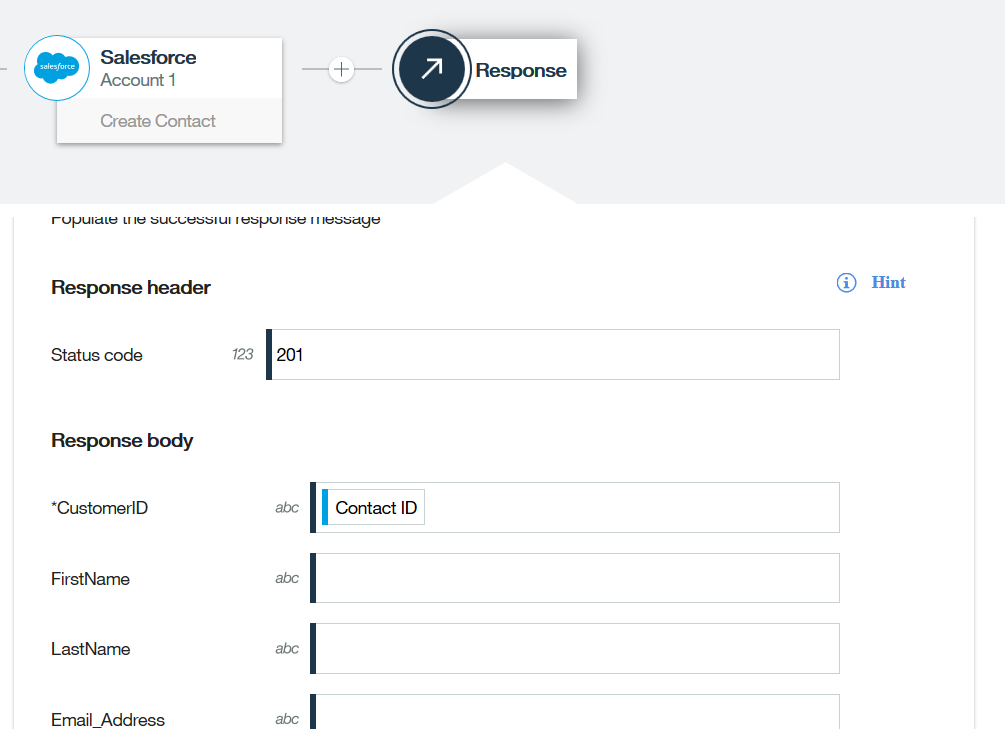 salesforce
Salesforce
Account 1
Create Contact
Response
Populate the successful response message
Response header
Hint
Status code 123 201
Response body
*CustomerID abc Contact ID
FirstName abc
LastName abc
Email_Address abc